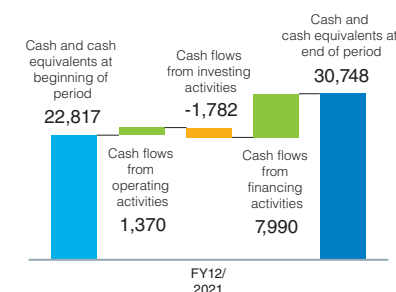 Cash and cash
equivalents at
beginning of
period
22,817
Cash flows
from
operating
activities
1,370
Cash flows
from investing
activities
-1,782
Cash flows
from
financing
activities
7,990
Cash and
cash equivalents at
end of period
30,748
FY12/
2021